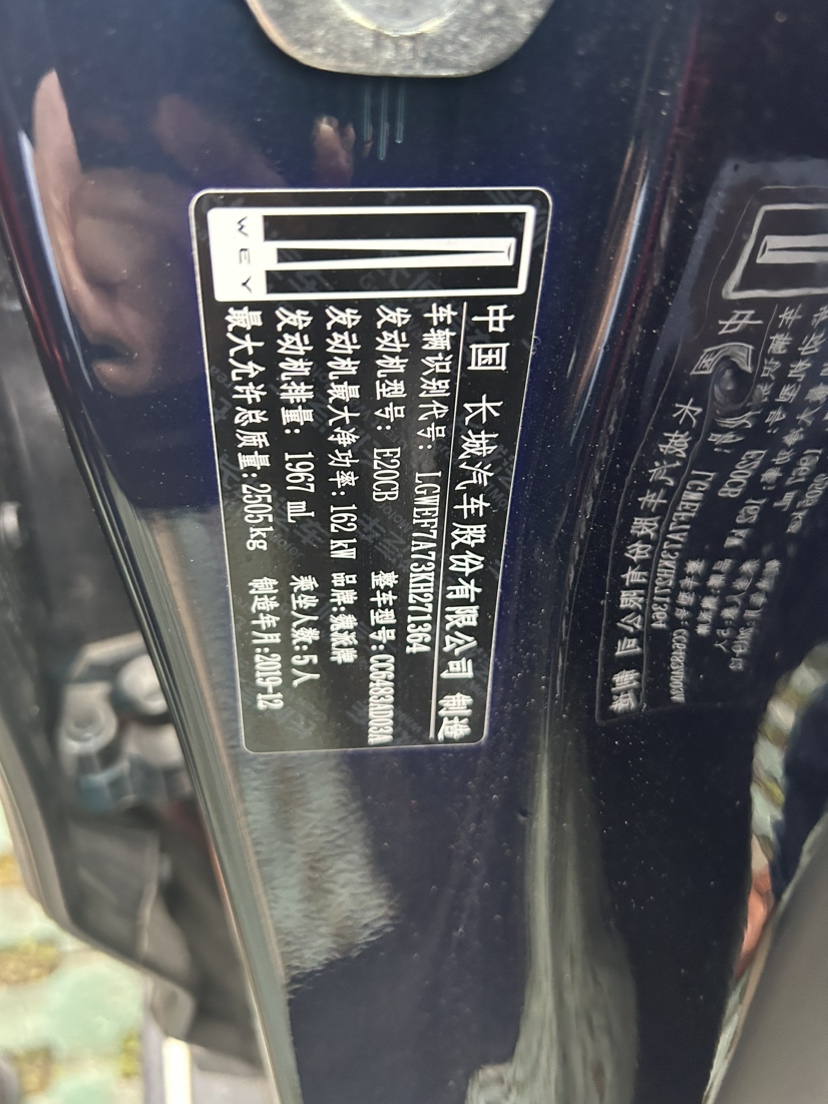 WEY
中国 长城汽车股份有限公司 制造
车辆识别代号: LGWEF7A73KH271364
发动机型号: E20CB 整车型号:CC6483AD03A
发动机最大净功率:162 kW 品牌:魏派牌
发动机排量: 1967 mL 乘坐人数:5人
最大允许总质量:2505kg 制造年月:2019-12